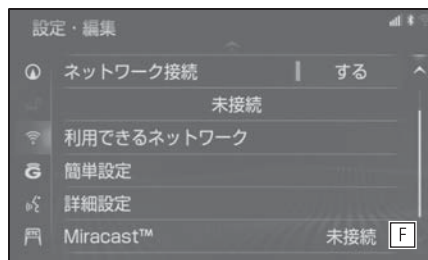 設定・編集
ネットワーク接続 する
未接続
利用できるネットワーク
簡単設定
詳細設定
Miracast™ 未接続 F